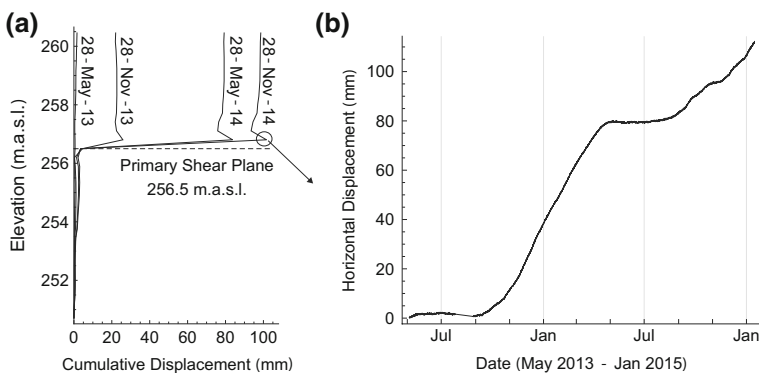 (a)
260
258
257
256
254
252
Elevation (m.a.s.l.)
28 - May - 13
28 - Nov - 13
28 - May - 14
28 - Nov - 14
Primary Shear Plane
256.5 m.a.s.l.
0 20 40 60 80 100
Cumulative Displacement (mm)
(b)
100
80
60
40
20
0
Horizontal Displacement (mm)
Jul Jan Jul Jan
Date (May 2013 - Jan 2015)